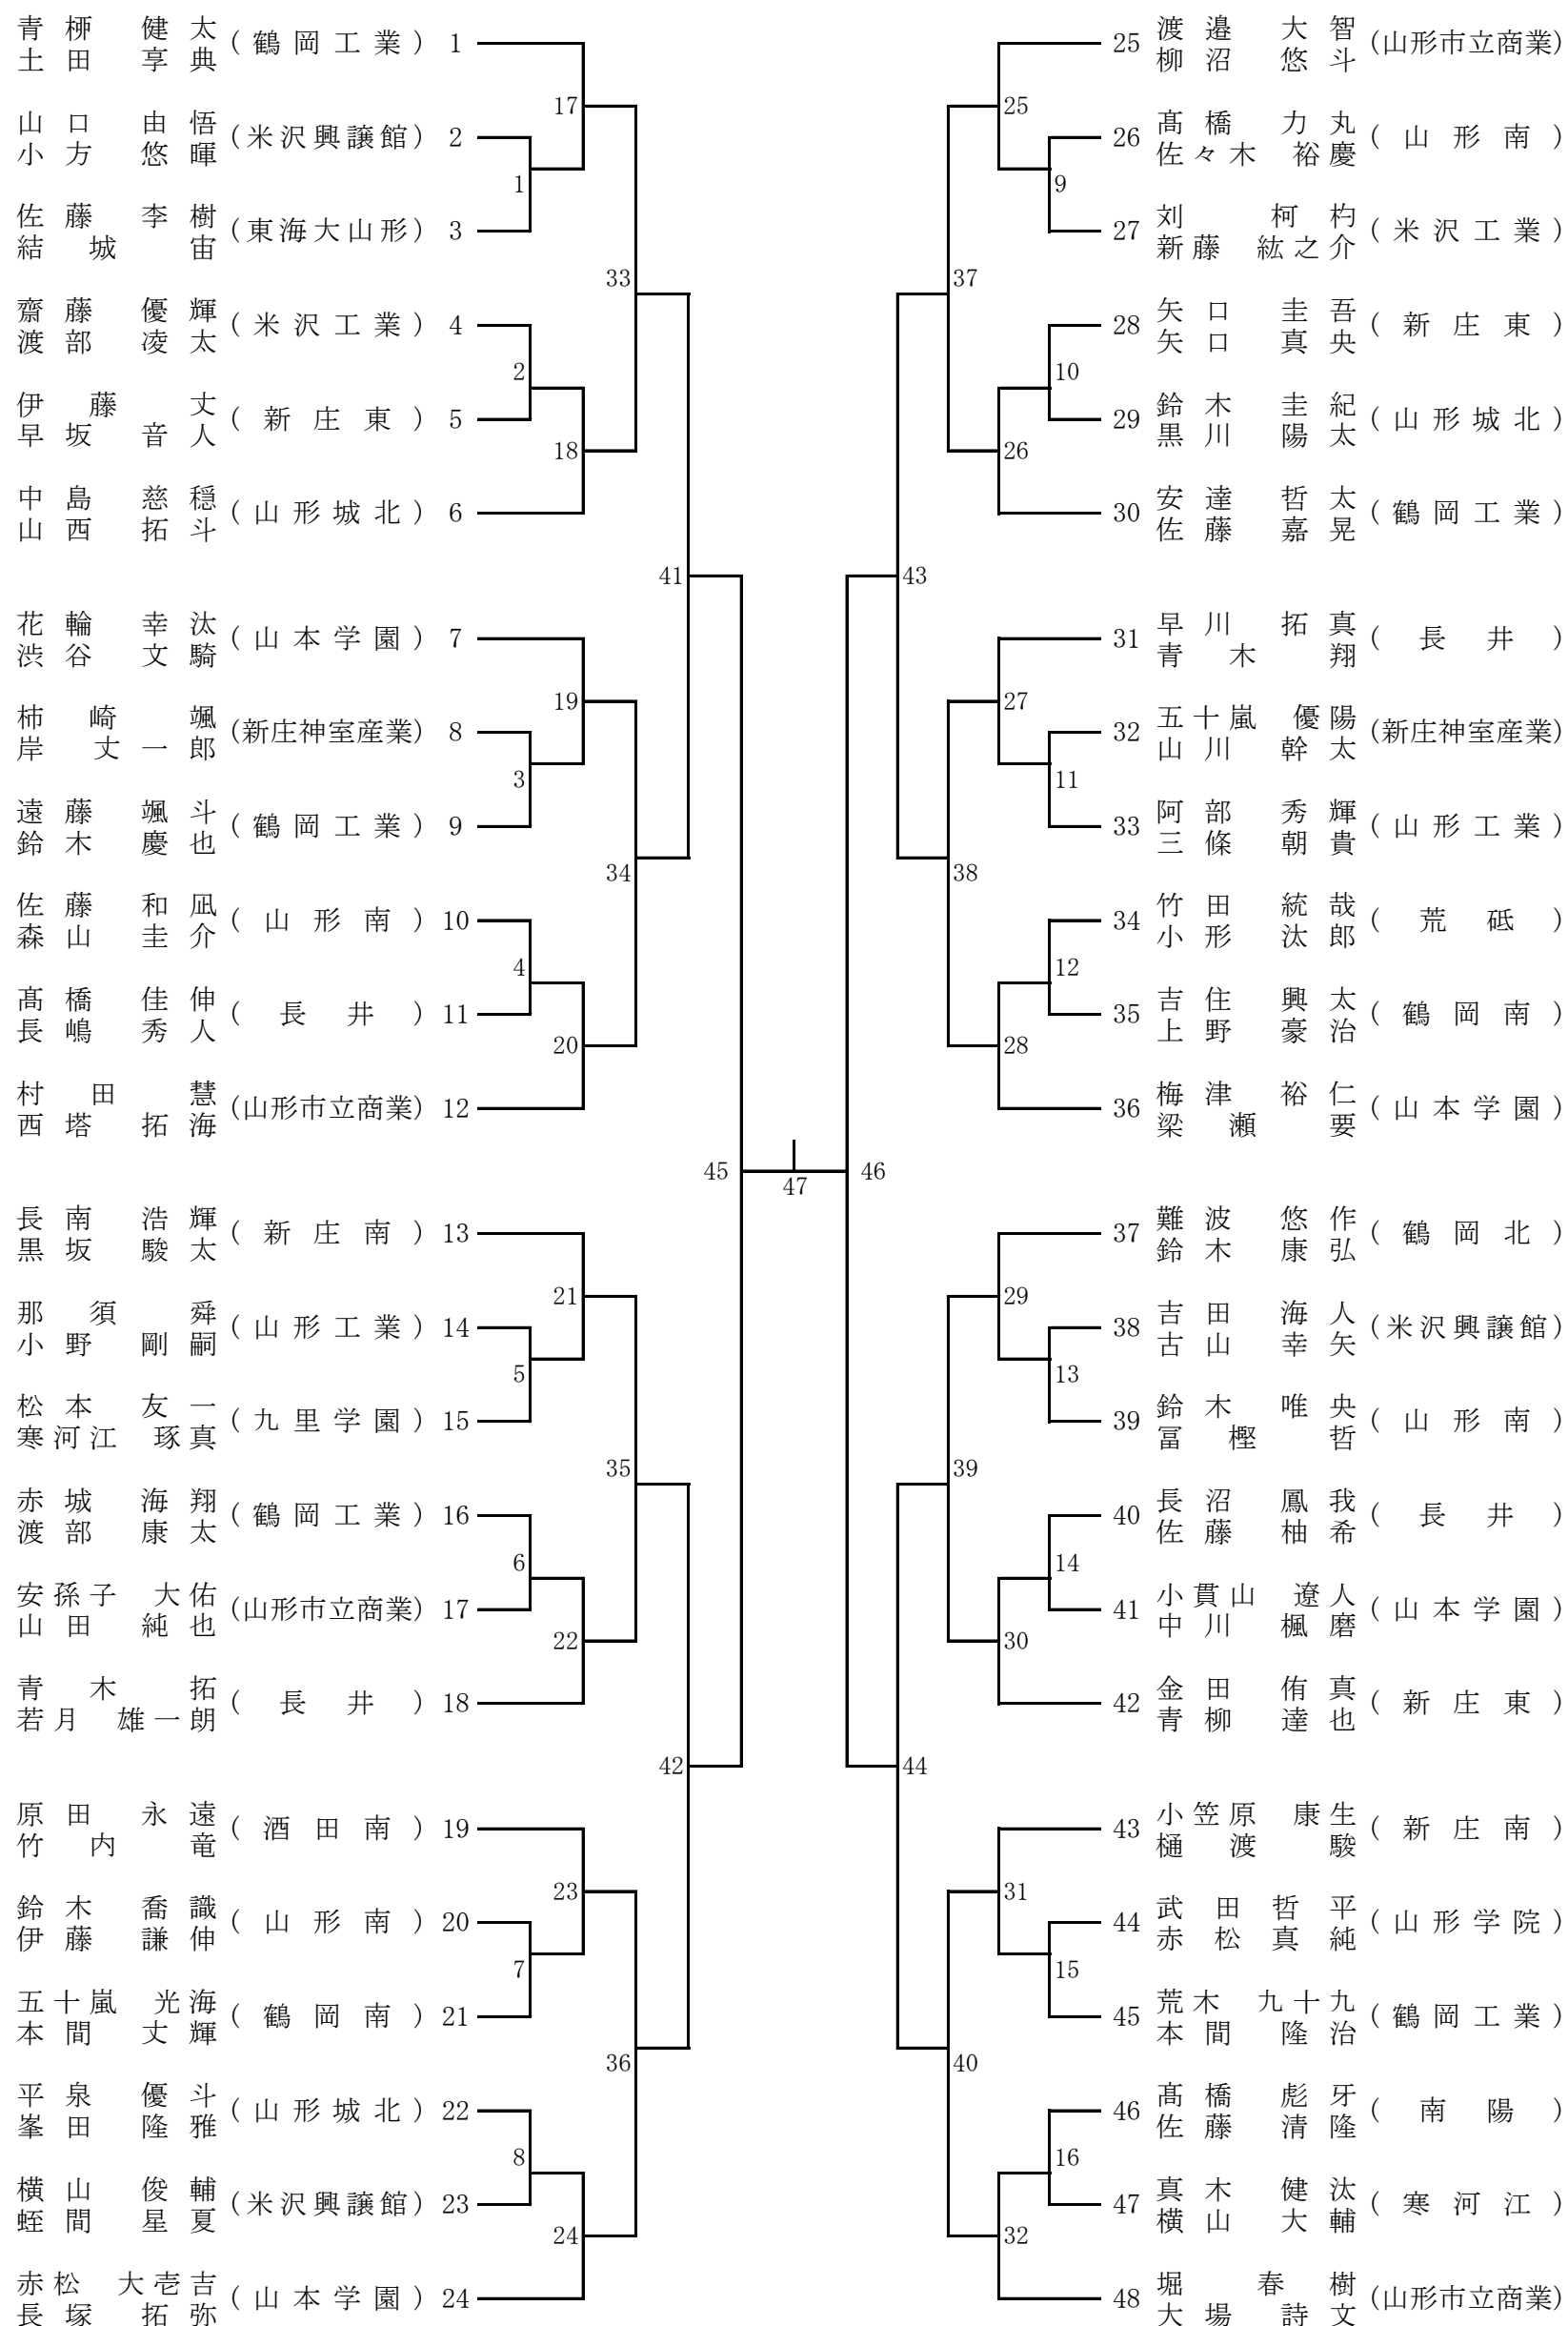 青柳 健太
土田 享典
(鶴岡工業) 1
山口 由悟
小方 悠暉
(米沢興譲館) 2
佐藤 李樹
結城 宙
(東海大山形) 3
齋藤 優輝
渡部 凌太
(米沢工業) 4
伊藤 丈
早坂 音人
(新庄東) 5
中島 慈穏
山西 拓斗
(山形城北) 6
花輪 幸汰
渋谷 文騎
(山本学園) 7
柿崎 颯
岸 丈一郎
(新庄神室産業) 8
遠藤 颯斗
鈴木 慶也
(鶴岡工業) 9
佐藤 和凪
森山 圭介
(山形南) 10
髙橋 佳伸
長嶋 秀人
(長井) 11
村田 慧
西塔 拓海
(山形市立商業) 12
長南 浩輝
黒坂 駿太
(新庄南) 13
那須 舜
小野 剛嗣
(山形工業) 14
松本 友一
寒河江 琢真
(九里学園) 15
赤城 海翔
渡部 康太
(鶴岡工業) 16
安孫子 大佑
山田 純也
(山形市立商業) 17
青木 拓
若月 雄一朗
(長井) 18
原田 永遠
竹内 竜
(酒田南) 19
鈴木 喬識
伊藤 謙伸
(山形南) 20
五十嵐 光海
本間 丈輝
(鶴岡南) 21
平泉 優斗
峯田 隆雅
(山形城北) 22
横山 俊輔
蛭間 星夏
(米沢興譲館) 23
赤松 大壱吉
長塚 拓弥
(山本学園) 24
1
2
3
4
5
6
7
8
17
18
19
20
21
22
23
24
33
34
35
36
41
42
45
47
46
43
44
37
38
39
40
25
26
27
28
29
30
31
32
9
10
11
12
13
14
15
16
25 渡邉 大智
柳沼 悠斗
(山形市立商業)
26 髙橋 力丸
佐々木 裕慶
(山形南)
27 刘 柯杓
新藤 紘之介
(米沢工業)
28 矢口 圭吾
矢口 真央
(新庄東)
29 鈴木 圭紀
黒川 陽太
(山形城北)
30 安達 哲太
佐藤 嘉晃
(鶴岡工業)
31 早川 拓真
青木 翔
(長井)
32 五十嵐 優陽
山川 幹太
(新庄神室産業)
33 阿部 秀輝
三條 朝貴
(山形工業)
34 竹田 統哉
小形 汰郎
(荒砥)
35 吉住 興太
上野 豪治
(鶴岡南)
36 梅津 裕仁
梁瀬 要
(山本学園)
37 難波 悠作
鈴木 康弘
(鶴岡北)
38 吉田 海人
古山 幸矢
(米沢興譲館)
39 鈴木 唯央
冨樫 哲
(山形南)
40 長沼 鳳我
佐藤 柚希
(長井)
41 小貫山 遼人
中川 楓磨
(山本学園)
42 金田 侑真
青柳 達也
(新庄東)
43 小笠原 康生
樋渡 駿
(新庄南)
44 武田哲平
赤松真純
(山形学院)
45 荒木 九十九
本間 隆治
(鶴岡工業)
46 髙橋 彪牙
佐藤 清隆
(南陽)
47 真木 健汰
横山 大輔
(寒河江)
48 堀 春樹
大場 詩文
(山形市立商業)